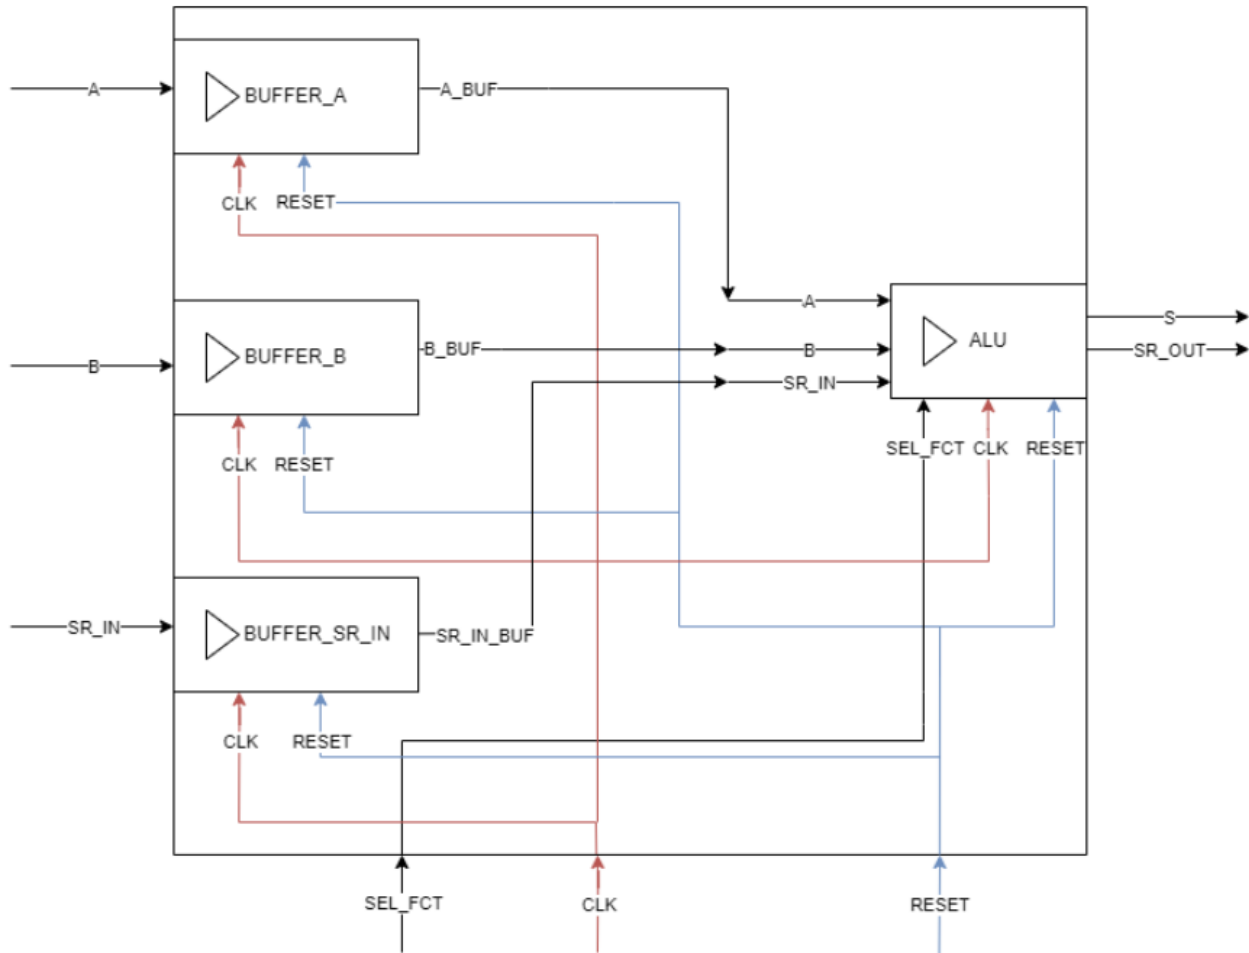 A
BUFFER_A
A_BUF
CLK
RESET
A
S
BUFFER_B
B_BUF
B
ALU
SR_OUT
B
SR_IN
CLK
RESET
SEL_FCT
CLK
RESET
SR_IN
BUFFER_SR_IN
SR_IN_BUF
CLK
RESET
SEL_FCT
CLK
RESET